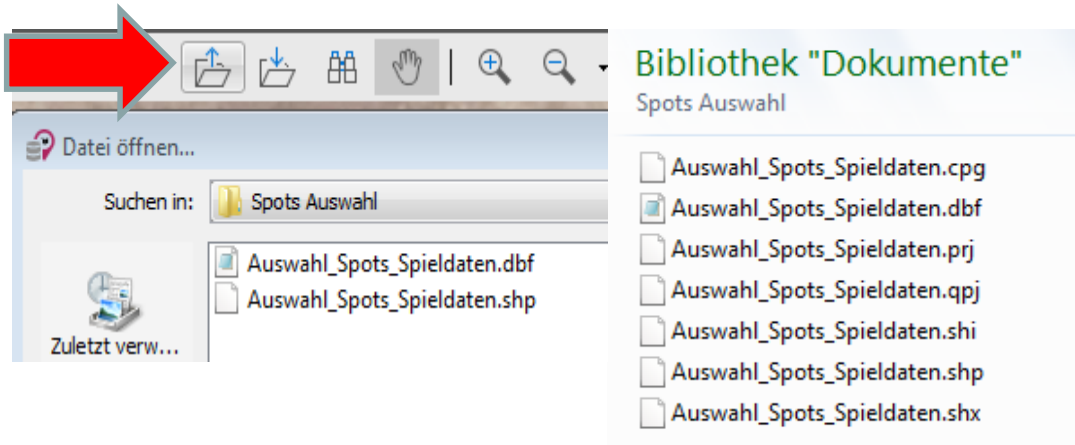 Datei öffnen...
Suchen in:
Spots Auswahl
Auswahl_Spots_Spieldaten.dbf
Auswahl_Spots_Spieldaten.shp
Zuletzt verw...
Bibliothek "Dokumente"
Spots Auswahl
Auswahl_Spots_Spieldaten.cpg
Auswahl_Spots_Spieldaten.dbf
Auswahl_Spots_Spieldaten.prj
Auswahl_Spots_Spieldaten.qpj
Auswahl_Spots_Spieldaten.shi
Auswahl_Spots_Spieldaten.shp
Auswahl_Spots_Spieldaten.shx